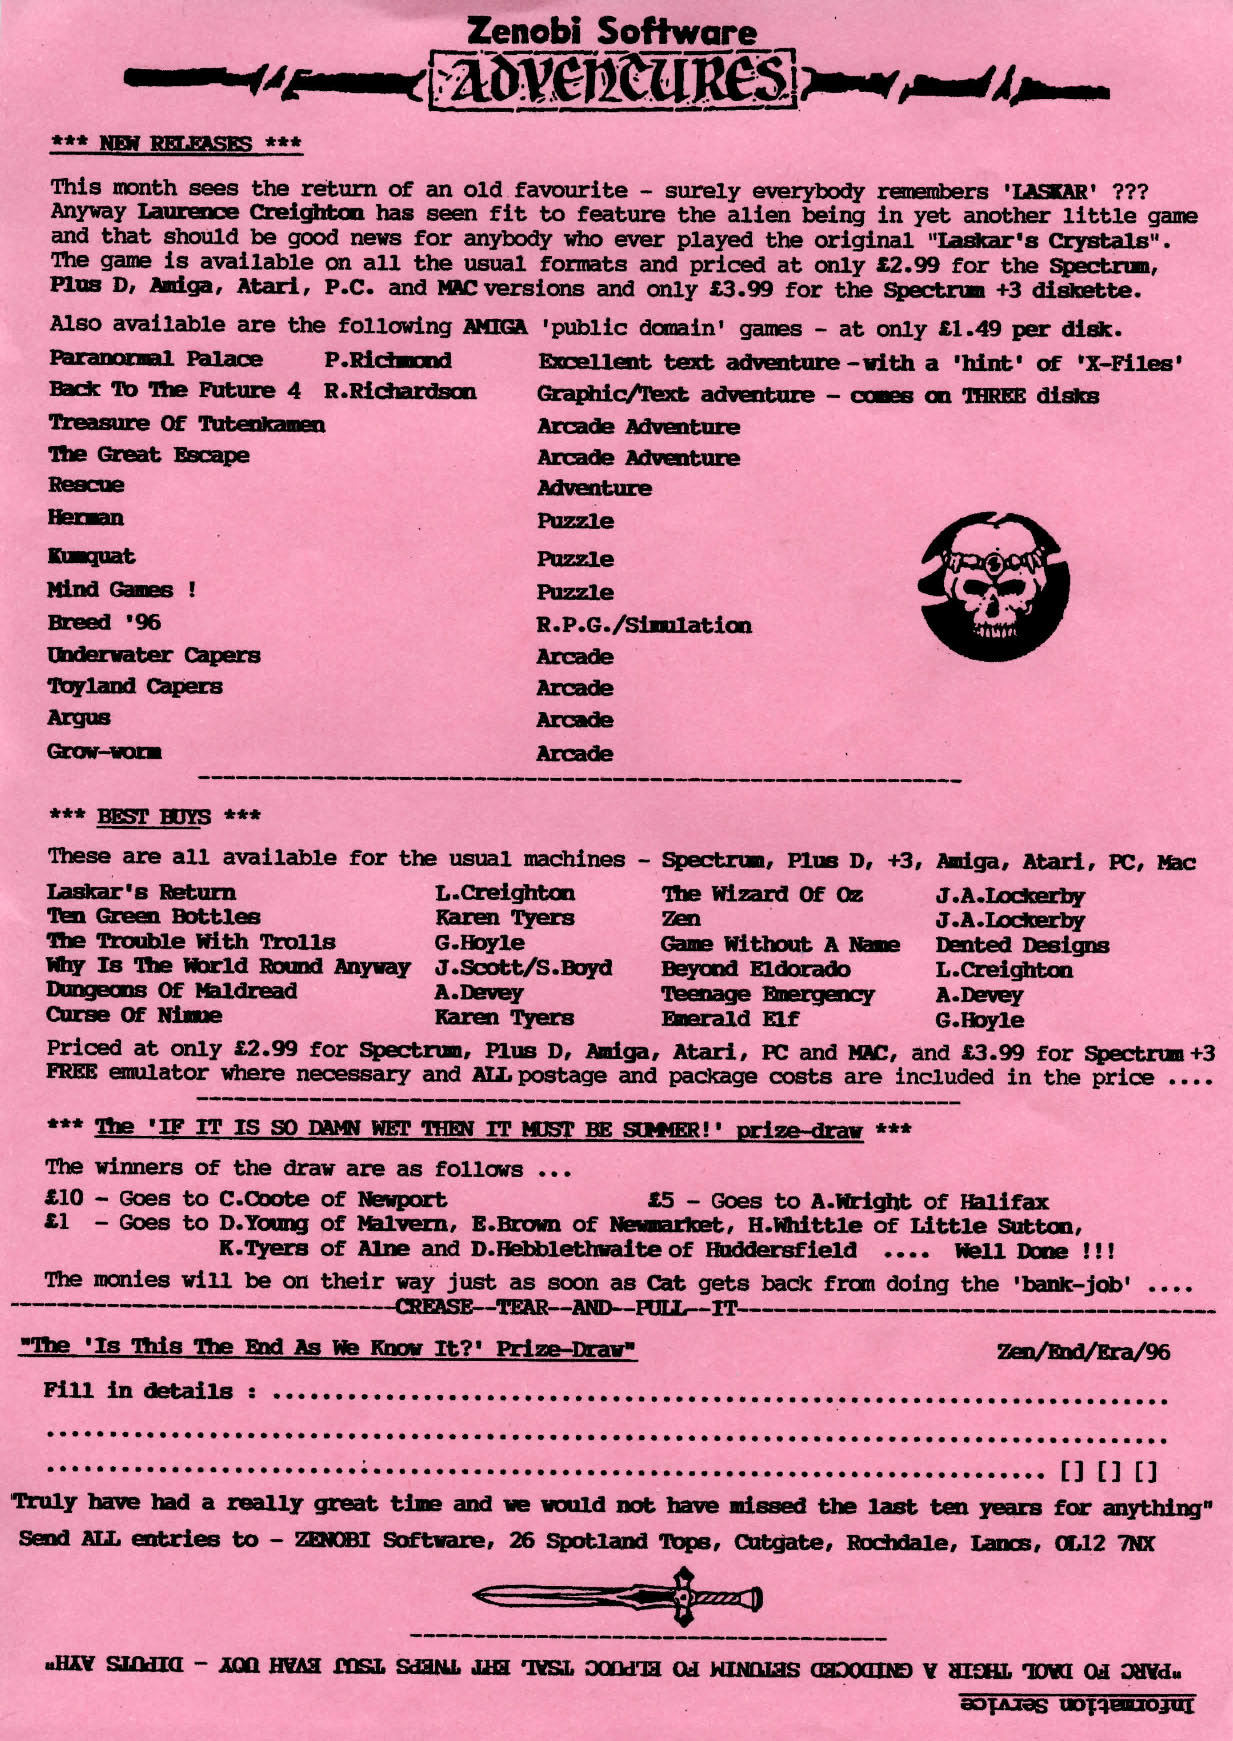 Zenobi Software
ADVENTURES
*** NEW RELEASES ***
This month sees the return of an old favourite - surely everybody remembers 'LASKAR' ???
Anyway Laurence Creighton has seen fit to feature the alien being in yet another little game
and that should be good news for anybody who ever played the original "Laskar's Crystals".
The game is available on all the usual formats and priced at only £2.99 for the Spectrum,
Plus D, Amiga, Atari, P.C. and MAC versions and only £3.99 for the Spectrum +3 diskette.
Also available are the following AMIGA 'public domain' games - at only £1.49 per disk.
Paranormal Palace P.Richmond Excellent text adventure - with a 'hint' of 'X-Files'
Back To The Future 4 R.Richardson Graphic/Text adventure - comes on THREE disks
Treasure Of Tutenkamen Arcade Adventure
The Great Escape Arcade Adventure
Rescue Adventure
Herman Puzzle
Kumquat Puzzle
Mind Games ! Puzzle
Breed '96 R.P.G./Simulation
Underwater Capers Arcade
Toyland Capers Arcade
Argus Arcade
Grow-worm Arcade
*** BEST BUYS ***
These are all available for the usual machines - Spectrum, Plus D, +3, Amiga, Atari, PC, Mac
Laskar's Return L.Creighton The Wizard Of Oz J.A.Lockerby
Ten Green Bottles Karen Tyers Zen J.A.Lockerby
The Trouble With Trolls G.Hoyle Game Without A Name Dented Designs
Why Is The World Round Anyway J.Scott/S.Boyd Beyond Eldorado L.Creighton
Dungeons Of Maldread A.Devey Teenage Emergency A.Devey
Curse Of Nimue Karen Tyers Emerald Elf G.Hoyle
Priced at only £2.99 for Spectrum, Plus D, Amiga, Atari, PC and MAC, and £3.99 for Spectrum +3
FREE emulator where necessary and ALL postage and package costs are included in the price ....
*** The 'IF IT IS SO DAMN WET THEN IT MUST BE SUMMER!' prize-draw ***
The winners of the draw are as follows ...
£10 - Goes to C.Coote of Newport £5 - Goes to A.Wright of Halifax
£1 - Goes to D.Young of Malvern, E.Brown of Newmarket, H.Whittle of Little Sutton,
K.Tyers of Alne and D.Hebblethwaite of Huddersfield .... Well Done !!!
The monies will be on their way just as soon as Cat gets back from doing the 'bank-job' ....
CREASE--TEAR--AND--PULL--IT
"The 'Is This The End As We Know It?' Prize-Draw" Zen/End/Era/96
Fill in details : ........................................................................
..........................................................................................
................................................................................ [] [] []
'Truly have had a really great time and we would not have missed the last ten years for anything"
Send ALL entries to - ZENOBI Software, 26 Spotland Tops, Cutgate, Rochdale, Lancs, OL12 7NX
Information Service
"PARC FO DAOL THGIR A GNIDOCED SETUNIM FO ELPUOC TSAL EHT TNEPS TSUJ EVAH UOY - DIPUTS AYH"